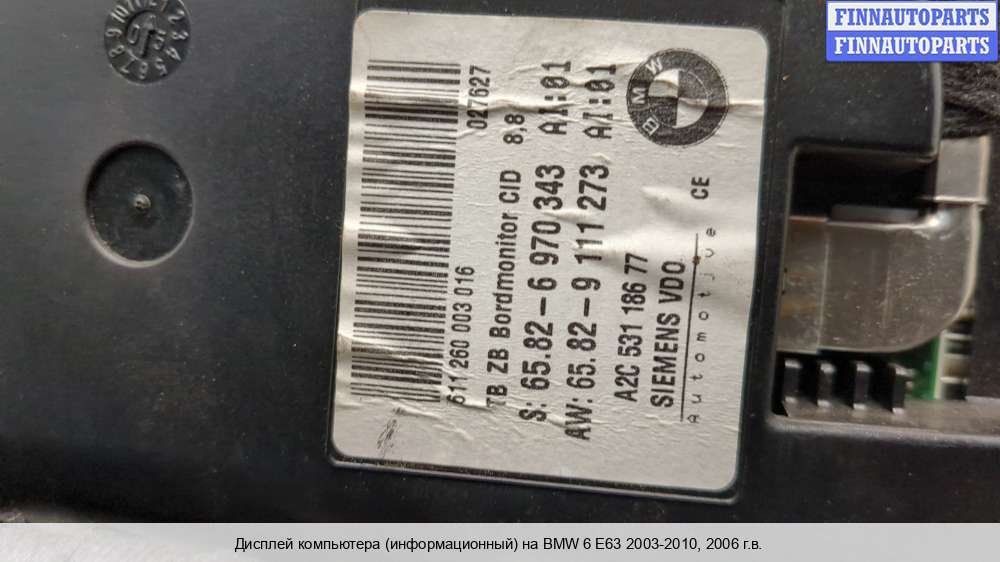 FINNAUTOPARTS
FINNAUTOPARTS
611 260 003 016 027627
TB ZB Bordmonitor CID 8,8
S: 65.82-6 970 343 AI:01
AW: 65.82-9 111 273 AZ:01
A2C 531 186 77
SIEMENS VDO
Automotive CE
BMW
Дисплей компьютера (информационный) на BMW 6 E63 2003-2010, 2006 г.в.